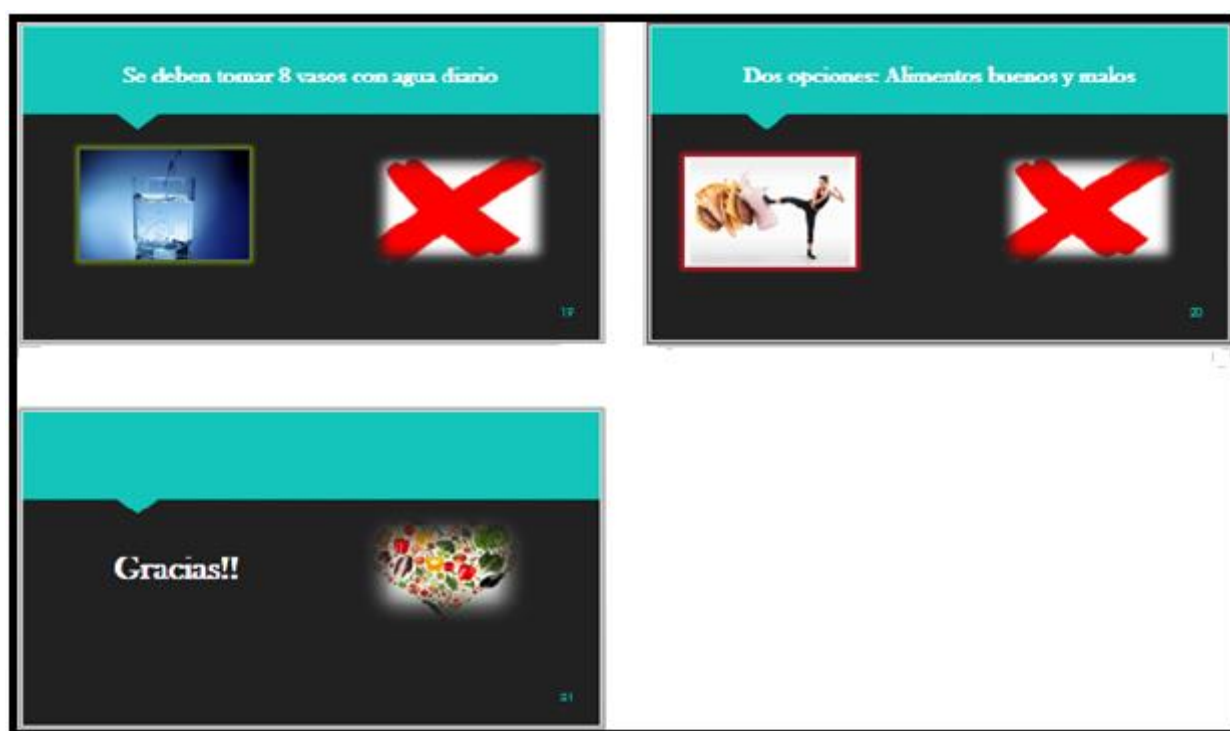 Se deben tomar 8 vasos con agua diario
19
Dos opciones: Alimentos buenos y malos
20
Gracias!!
21